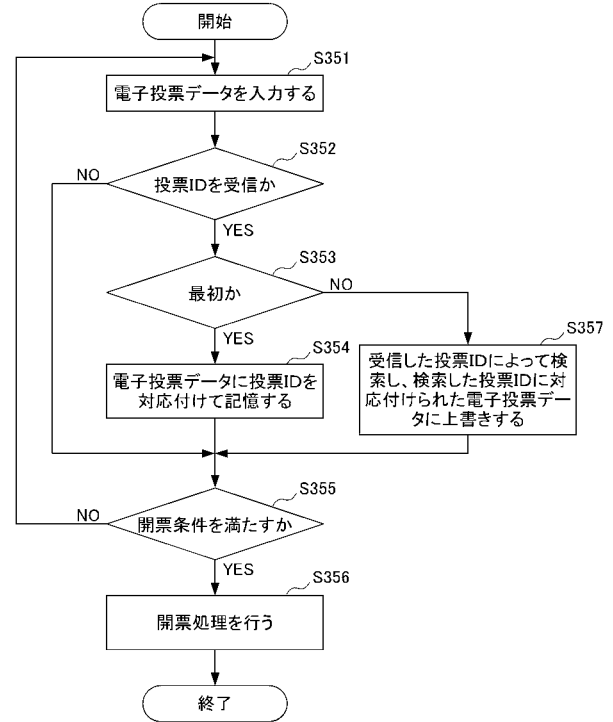 開始
S351
電子投票データを入力する
S352
NO
投票IDを受信か
YES
S353
最初か
NO
YES
S354
電子投票データに投票IDを
対応付けて記憶する
S357
受信した投票IDによって検
索し、検索した投票IDに対
応付けられた電子投票デー
タに上書きする
S355
NO
開票条件を満たすか
YES
S356
開票処理を行う
終了